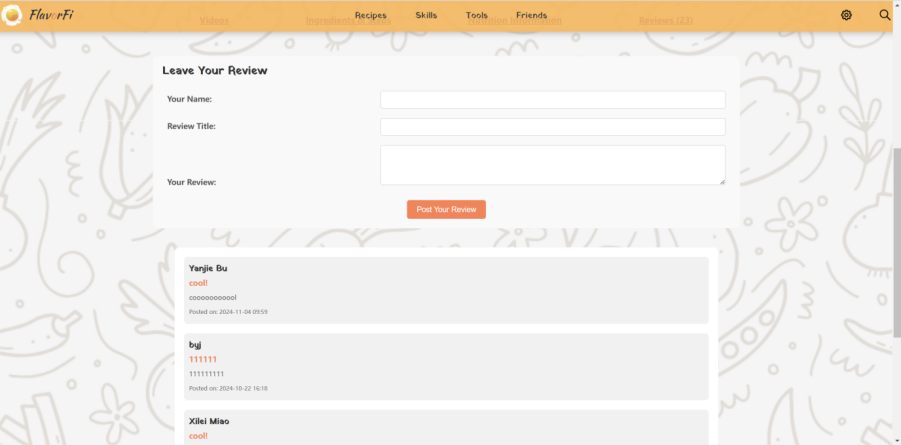 FlavorFi
Recipes Skills Tools Friends
Videos Ingredients & Steps Nutrition Information Reviews (23)
Leave Your Review
Your Name:
Review Title:
Your Review:
Post Your Review
Yanjie Bu
cool!
cooooooooool
Posted on: 2024-11-04 09:59
byj
111111
111111111
Posted on: 2024-10-22 16:18
Xilei Miao
cool!